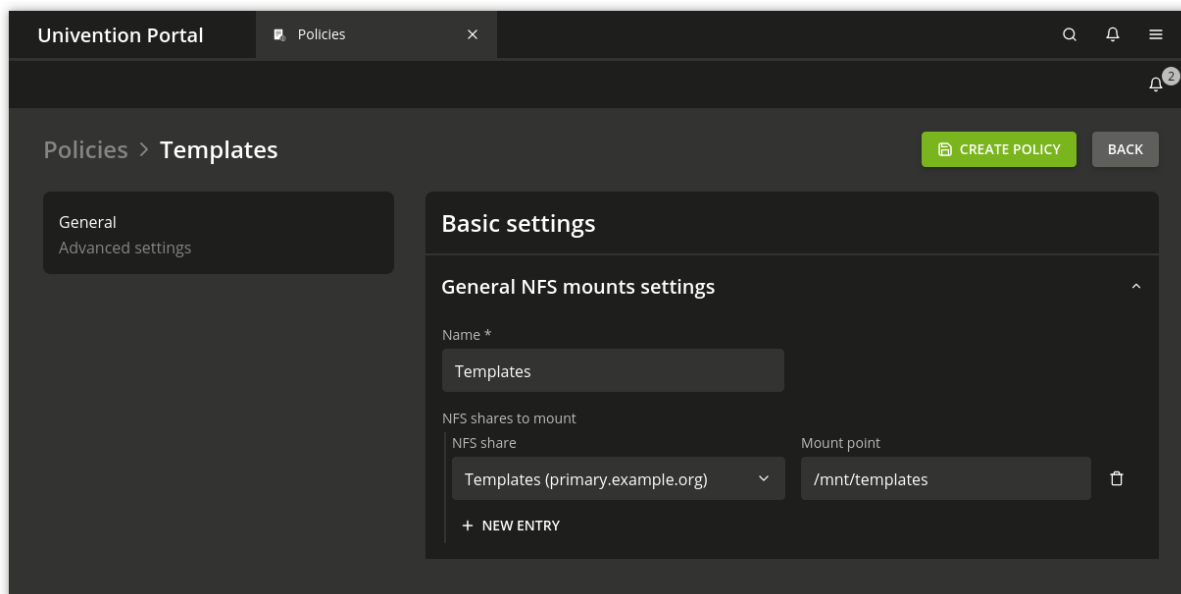 Univention Portal
Policies
2
Policies > Templates
CREATE POLICY
BACK
General
Advanced settings
Basic settings
General NFS mounts settings
Name *
Templates
NFS shares to mount
NFS share
Mount point
Templates (primary.example.org)
/mnt/templates
+ NEW ENTRY